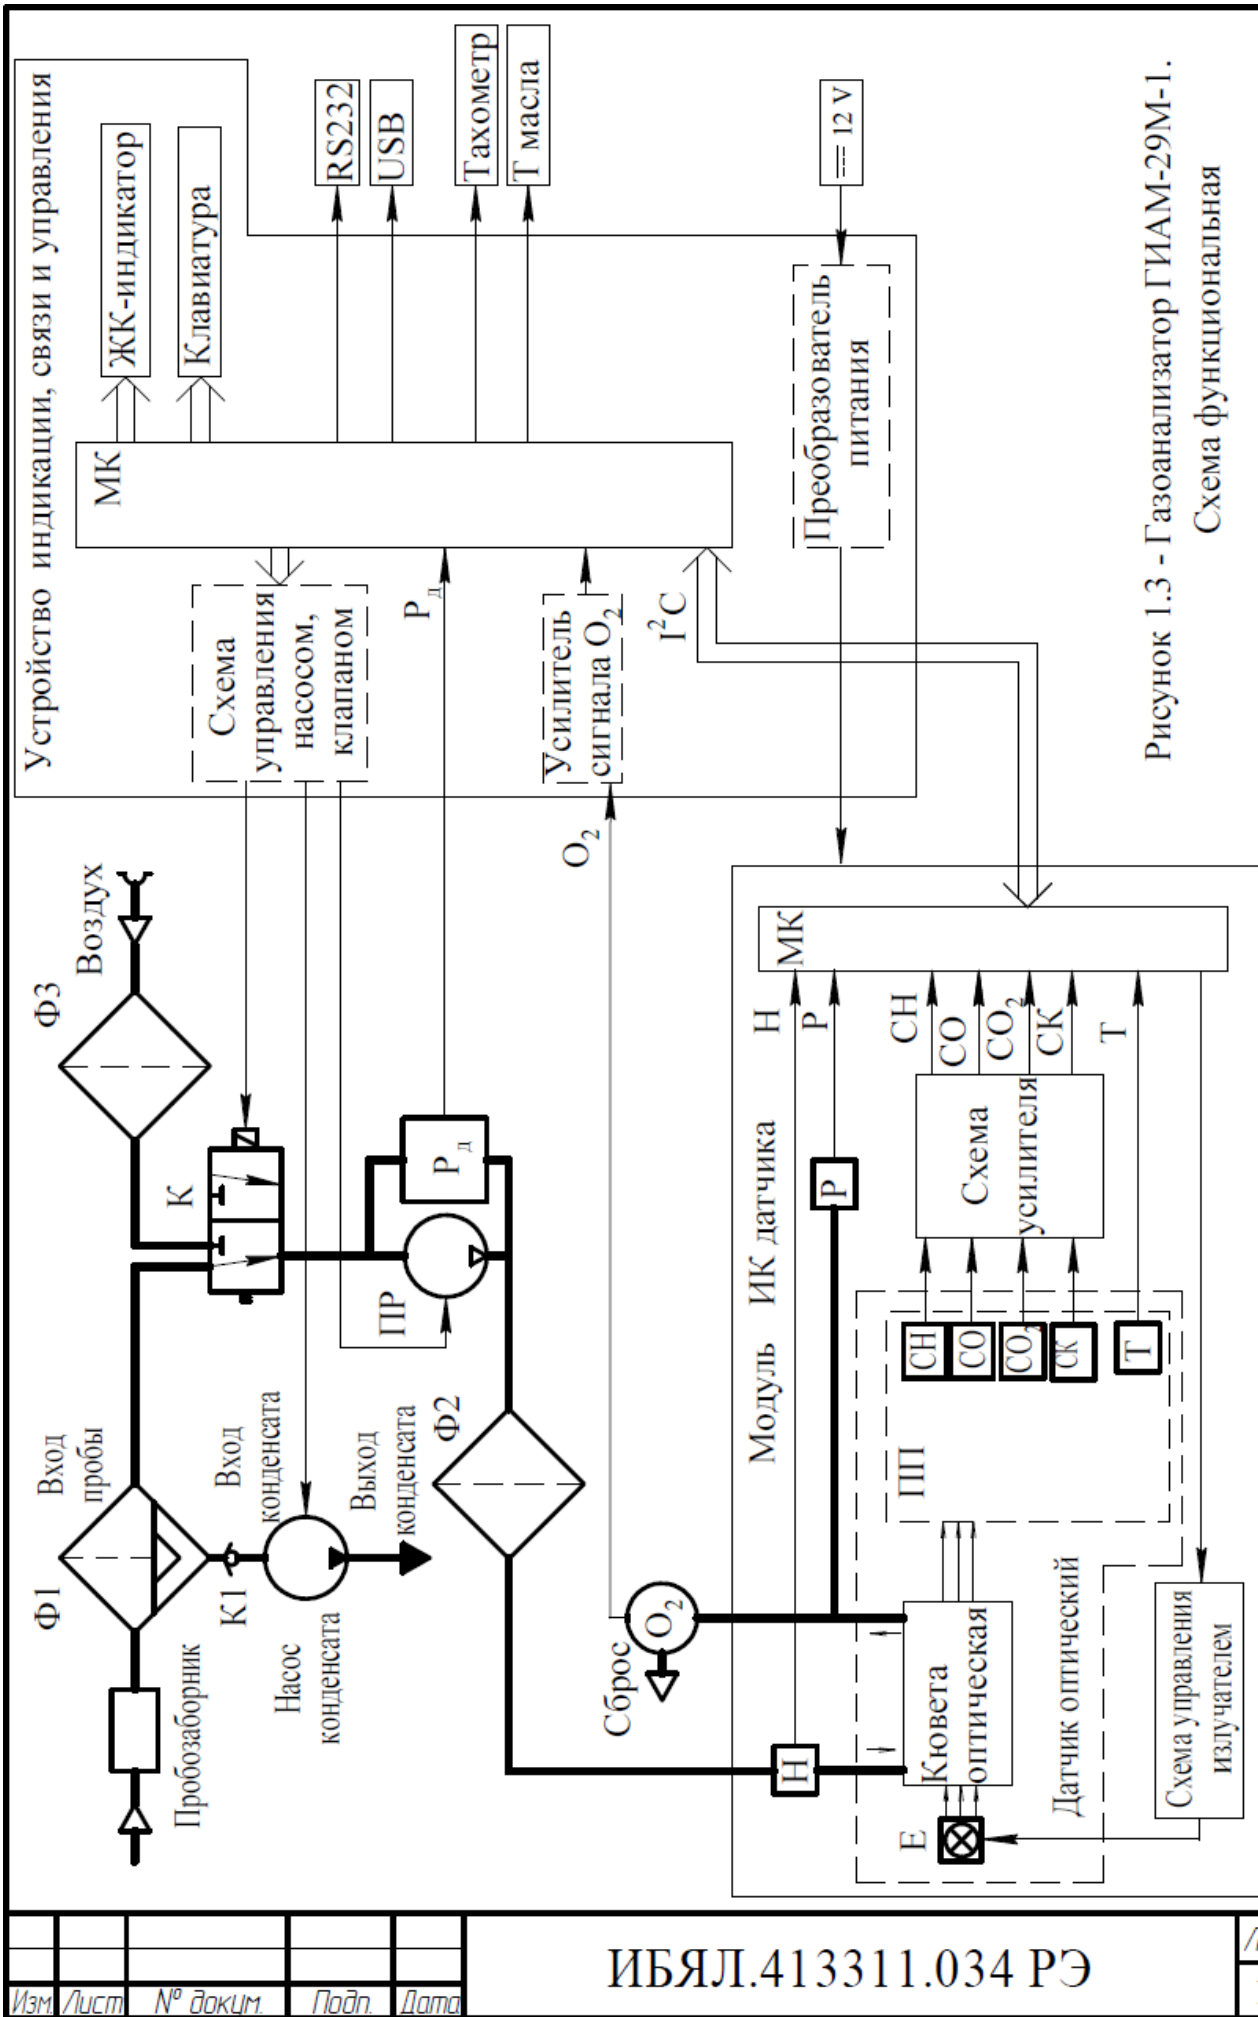 Устройство индикации, связи и управления
ЖК-индикатор
Клавиатура
RS232
USB
Тахометр
Т масла
12 V
МК
Схема
управления
насосом,
клапаном
Рд
Усилитель
сигнала О2
I²C
Преобразователь
питания
О2
Воздух
Ф3
К
Рд
ПР
Вход
пробы
Ф1
Пробозаборник
К1
Вход
конденсата
Выход
конденсата
Насос
конденсата
Ф2
Сброс
О2
Модуль ИК датчика
Н
Р
МК
СН
СО
СО2
СК
Т
Р
Схема
усилителя
СН
СО
СО2
СК
Т
ПП
Н
Кювета
оптическая
Е
Датчик оптический
Схема управления
излучателем
Рисунок 1.3 - Газоанализатор ГИАМ-29М-1.
Схема функциональная
Изм. Лист № докум. Подп. Дата
ИБЯЛ.413311.034 РЭ